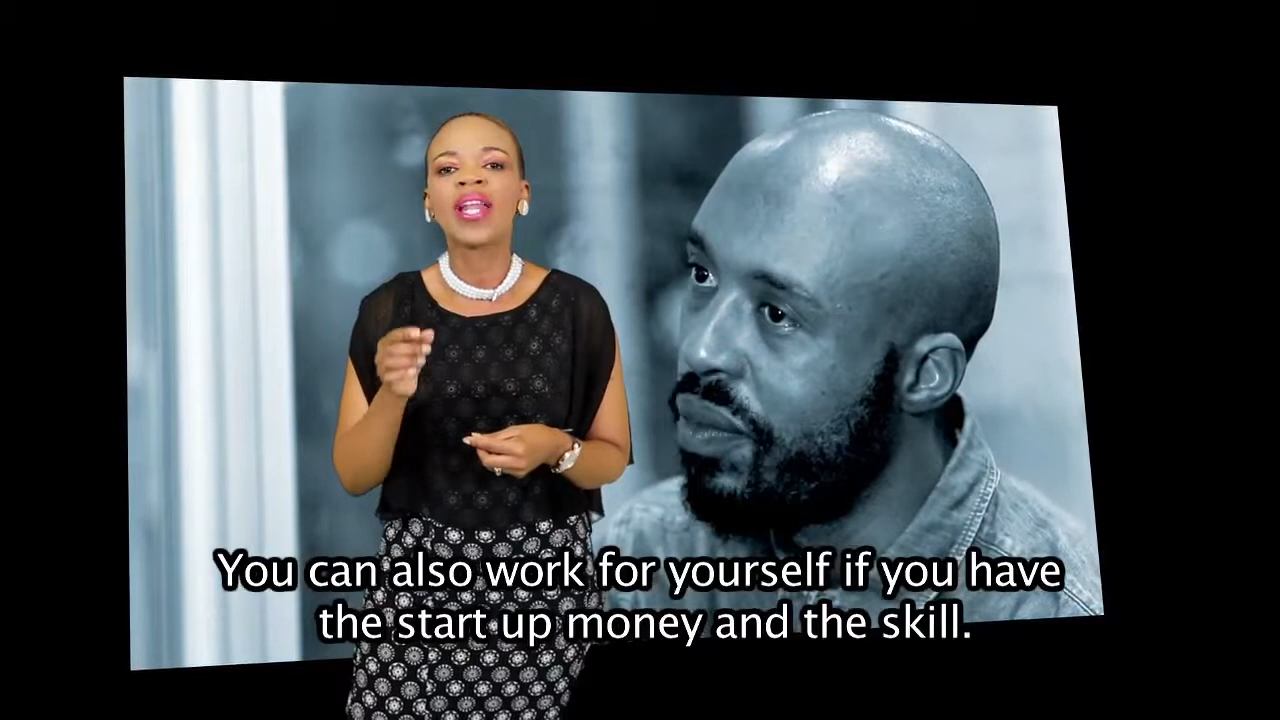 You can also work for yourself if you have
the start up money and the skill.